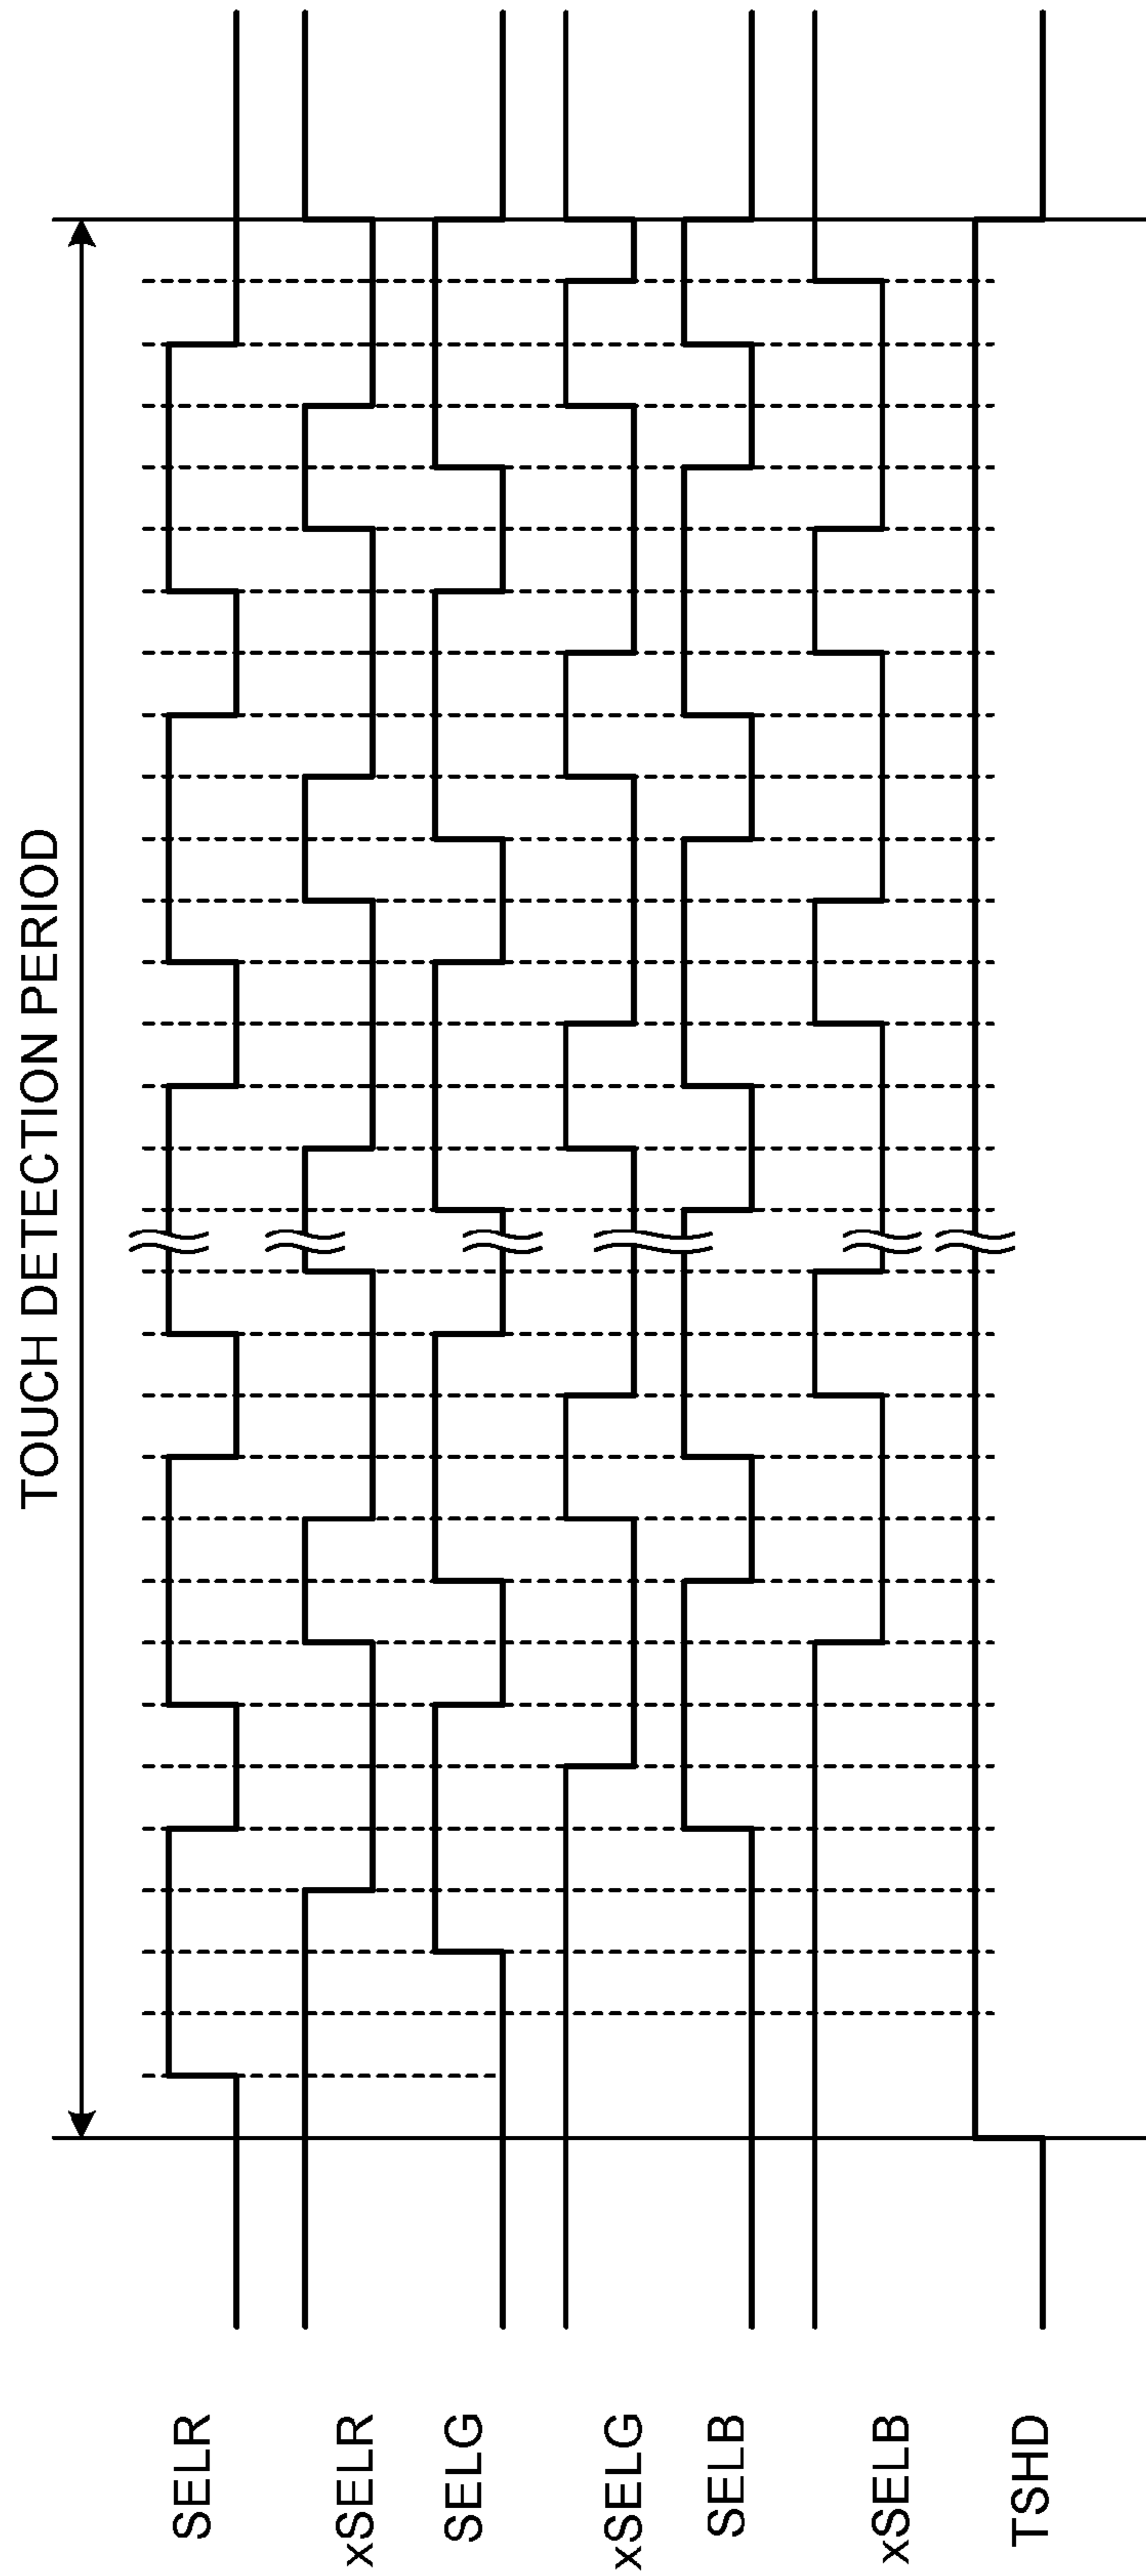 TOUCH DETECTION PERIOD
SELR
xSELR
SELG
xSELG
SELB
xSELB
TSHD